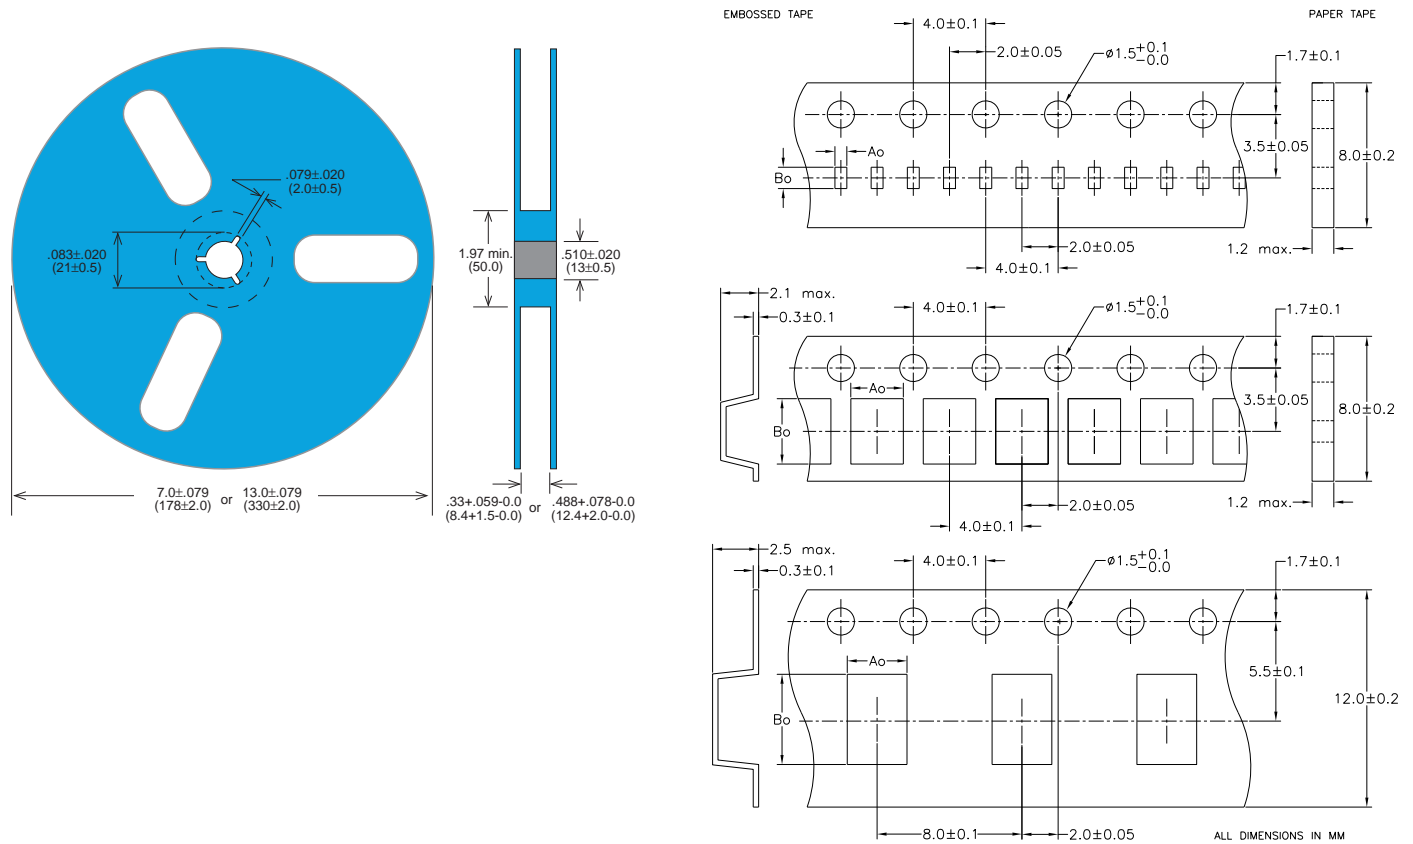 EMBOSSED TAPE
PAPER TAPE
.079±.020
(2.0±0.5)
.083±.020
(21±0.5)
1.97 min.
(50.0)
.510±.020
(13±0.5)
7.0±.079 or 13.0±.079
(178±2.0) (330±2.0)
.33+.059-0.0 or .488+.078-0.0
(8.4+1.5-0.0) (12.4+2.0-0.0)
4.0±0.1
2.0±0.05
ø1.5+0.1
-0.0
1.7±0.1
Ao
Bo
3.5±0.05
8.0±0.2
2.0±0.05
4.0±0.1
1.2 max.
2.1 max.
0.3±0.1
4.0±0.1
ø1.5+0.1
-0.0
1.7±0.1
Ao
Bo
3.5±0.05
8.0±0.2
2.0±0.05
4.0±0.1
1.2 max.
2.5 max.
0.3±0.1
4.0±0.1
ø1.5+0.1
-0.0
1.7±0.1
Ao
Bo
5.5±0.1
12.0±0.2
8.0±0.1
2.0±0.05
ALL DIMENSIONS IN MM